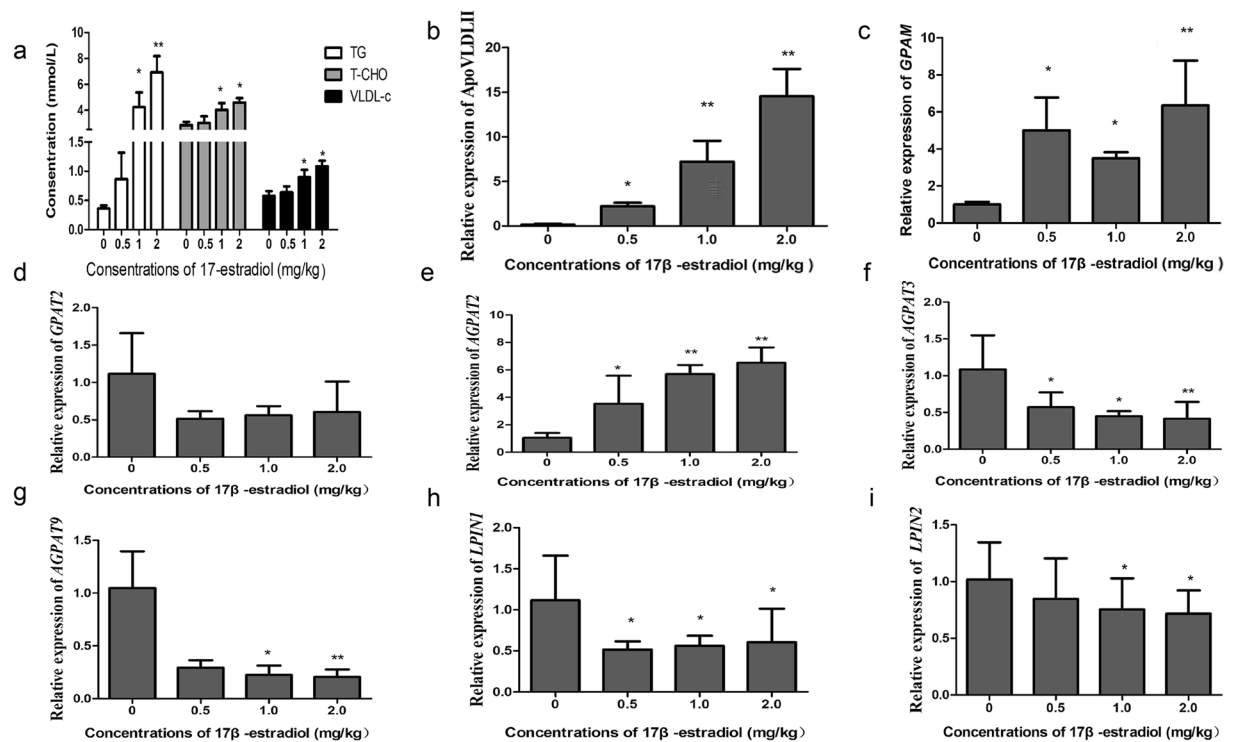 a
Consentration (mmol/L)
10
8
6
4
2
1.5
1.0
0.5
0.0
* ** * * * *
TG
T-CHO
VLDL-c
0 0.5 1 2 0 0.5 1 2 0 0.5 1 2
Consentrations of 17-estradiol (mg/kg)
b
Relative expression of ApoVLDLII
20
15
10
5
0
* ** **
0 0.5 1.0 2.0
Concentrations of 17β -estradiol (mg/kg)
c
Relative expression of GPAM
10
8
6
4
2
0
* * **
0 0.5 1.0 2.0
Concentrations of 17β -estradiol (mg/kg )
d
Relative expression of GPAT2
2.0
1.5
1.0
0.5
0.0
0 0.5 1.0 2.0
Concentrations of 17β -estradiol (mg/kg)
e
Relative expression of AGPAT2
10
8
6
4
2
0
* ** **
0 0.5 1.0 2.0
Concentrations of 17β -estradiol (mg/kg)
f
Relative expression of AGPAT3
2.0
1.5
1.0
0.5
0.0
* * **
0 0.5 1.0 2.0
Concentrations of 17β -estradiol (mg/kg)
g
Relative expression of AGPAT9
1.5
1.0
0.5
0.0
* **
0 0.5 1.0 2.0
Concentrations of 17β -estradiol (mg/kg)
h
Relative expression of LPIN1
2.0
1.5
1.0
0.5
0.0
* * *
0 0.5 1.0 2.0
Concentrations of 17β -estradiol (mg/kg)
i
Relative expression of LPIN2
1.5
1.0
0.5
0.0
* *
0 0.5 1.0 2.0
Concentrations of 17β -estradiol (mg/kg)